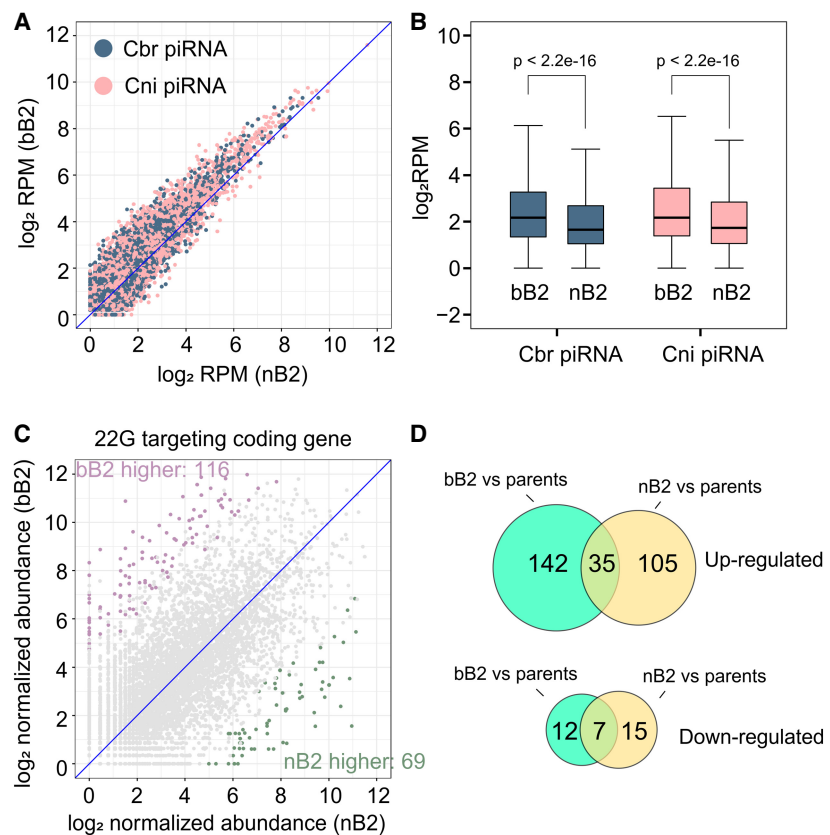 A
12
10
8
6
4
2
0
log₂ RPM (bB2)
Cbr piRNA
Cni piRNA
0 2 4 6 8 10 12
log₂ RPM (nB2)
B
10
8
6
4
2
0
−2
log₂RPM
p < 2.2e-16 p < 2.2e-16
bB2 nB2 bB2 nB2
Cbr piRNA Cni piRNA
C
22G targeting coding gene
12
10
8
6
4
2
0
log₂ normalized abundance (bB2)
bB2 higher: 116
nB2 higher: 69
0 2 4 6 8 10 12
log₂ normalized abundance (nB2)
D
bB2 vs parents
nB2 vs parents
142 35 105
Up-regulated
bB2 vs parents nB2 vs parents
12 7 15
Down-regulated